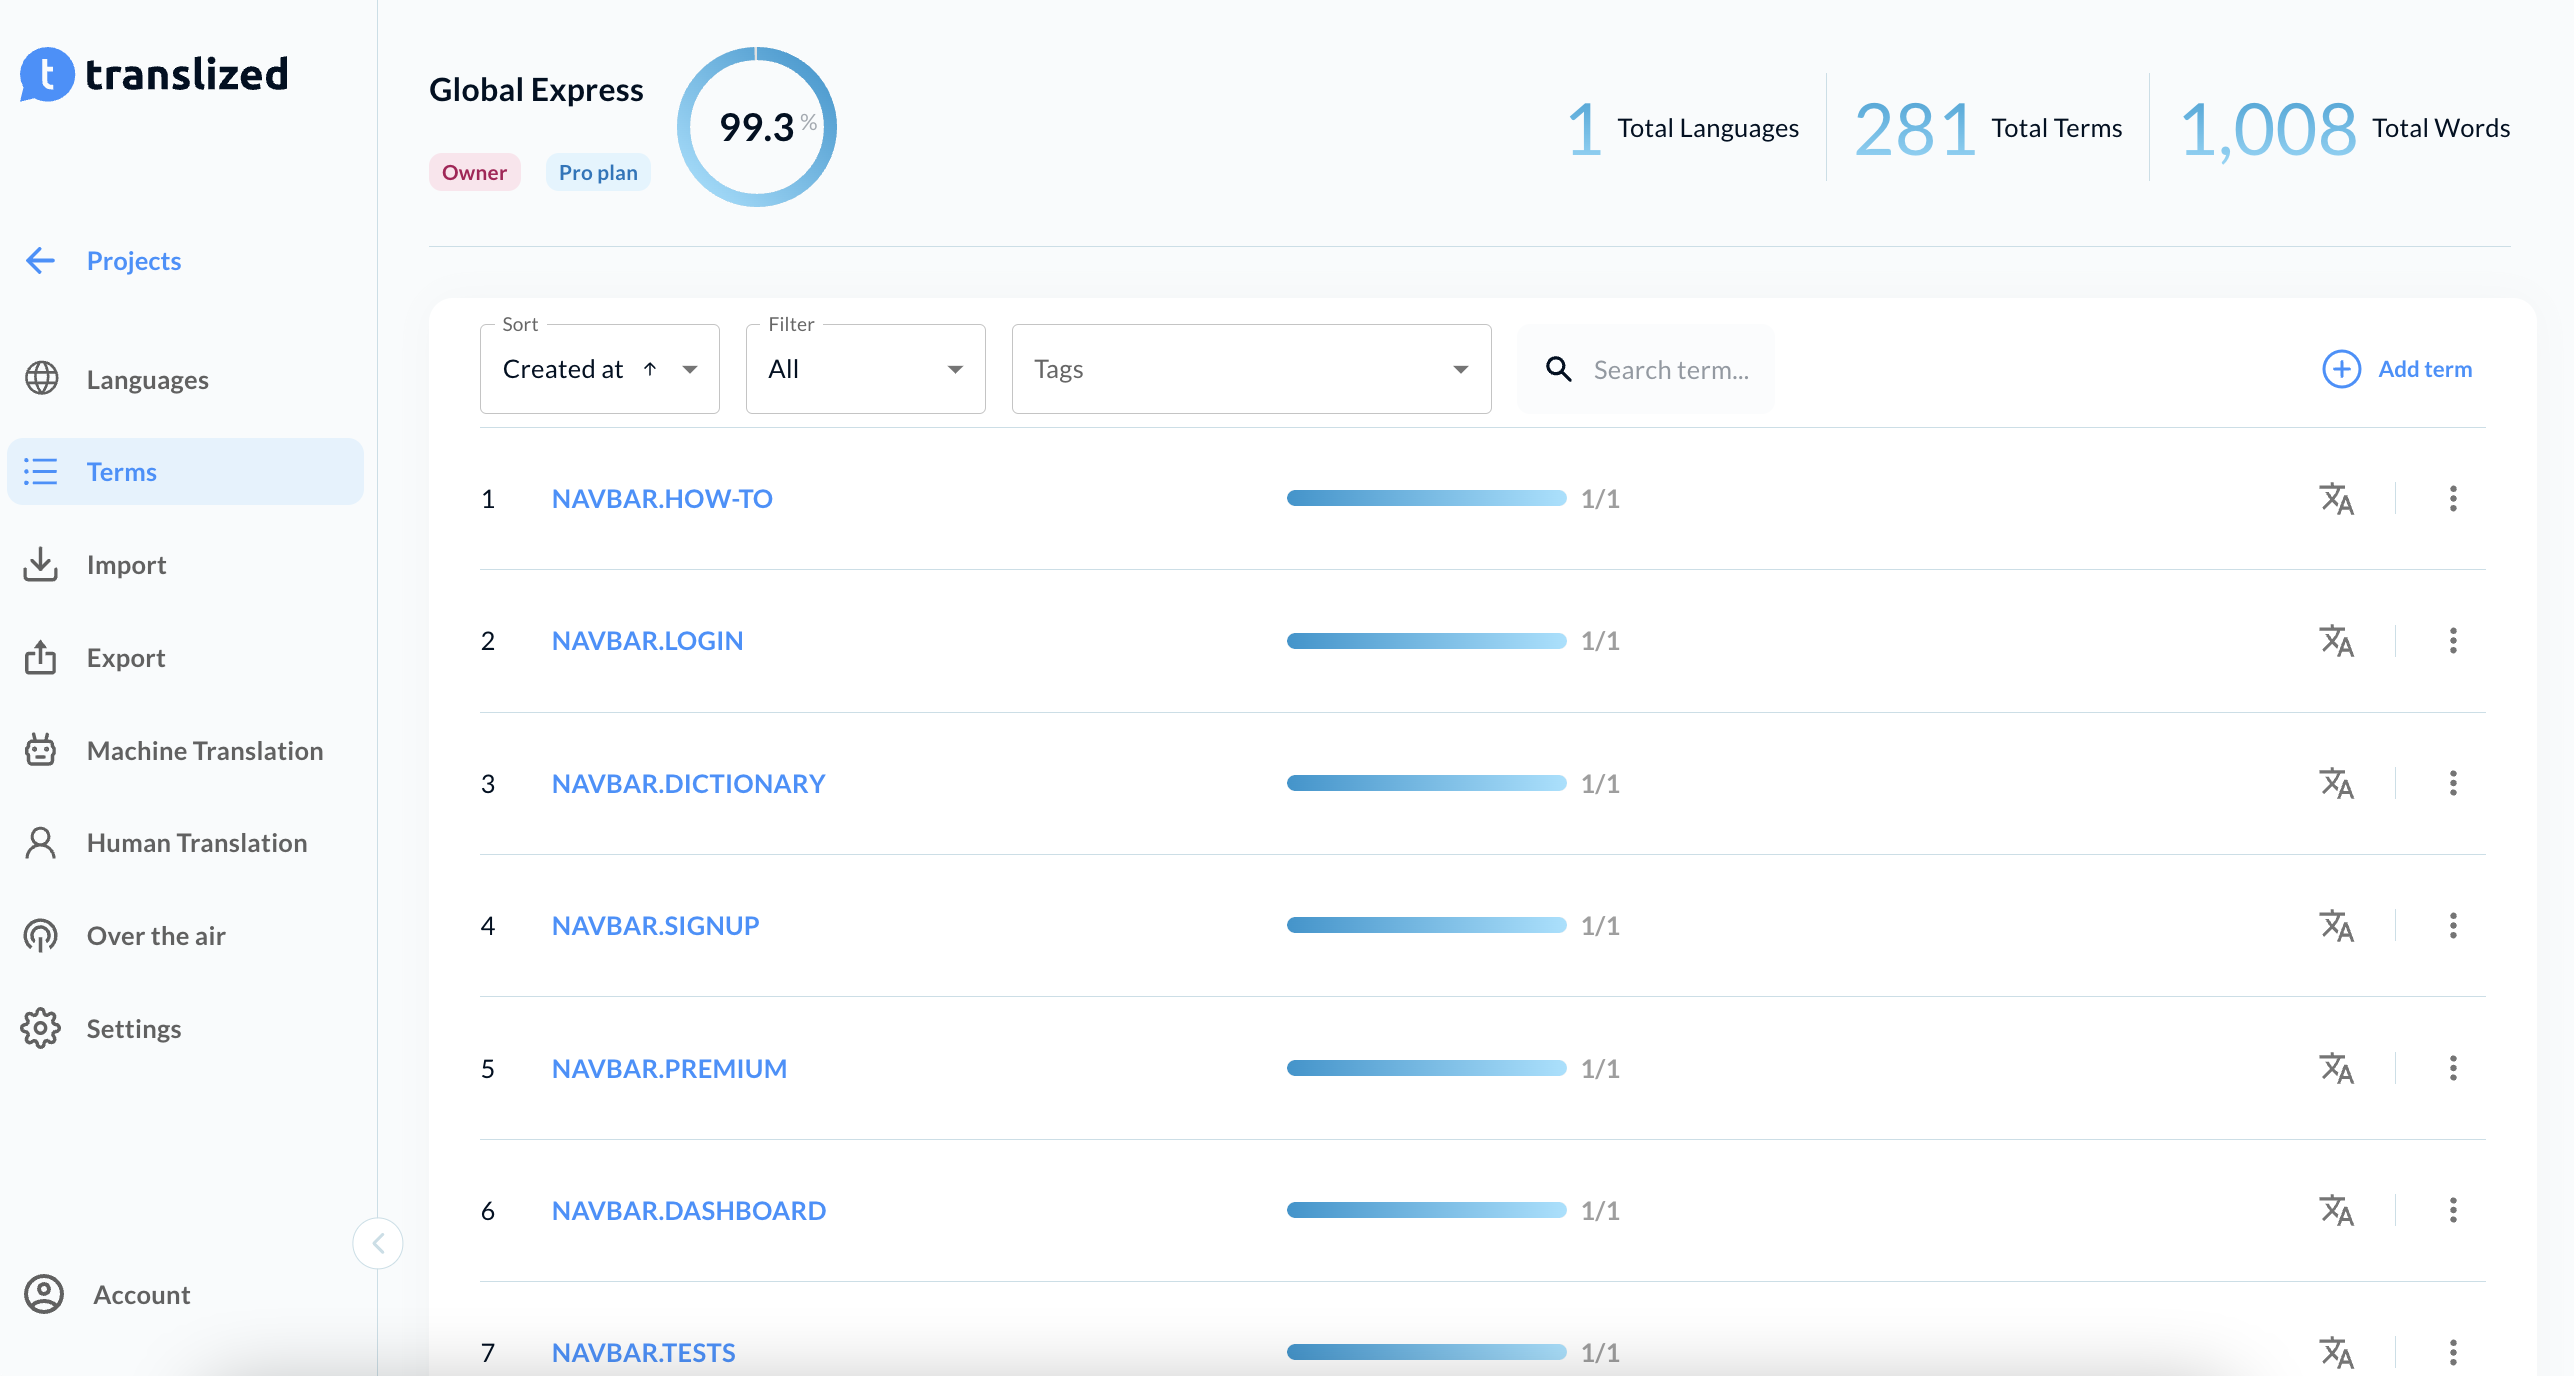 translized
Projects
Languages
Terms
Import
Export
Machine Translation
Human Translation
Over the air
Settings
Account
Global Express
Owner
Pro plan
99.3 %
1 Total Languages
281 Total Terms
1,008 Total Words
Sort
Created at ↑
Filter
All
Tags
Search term...
Add term
1 NAVBAR.HOW-TO 1/1
2 NAVBAR.LOGIN 1/1
3 NAVBAR.DICTIONARY 1/1
4 NAVBAR.SIGNUP 1/1
5 NAVBAR.PREMIUM 1/1
6 NAVBAR.DASHBOARD 1/1
7 NAVBAR.TESTS 1/1